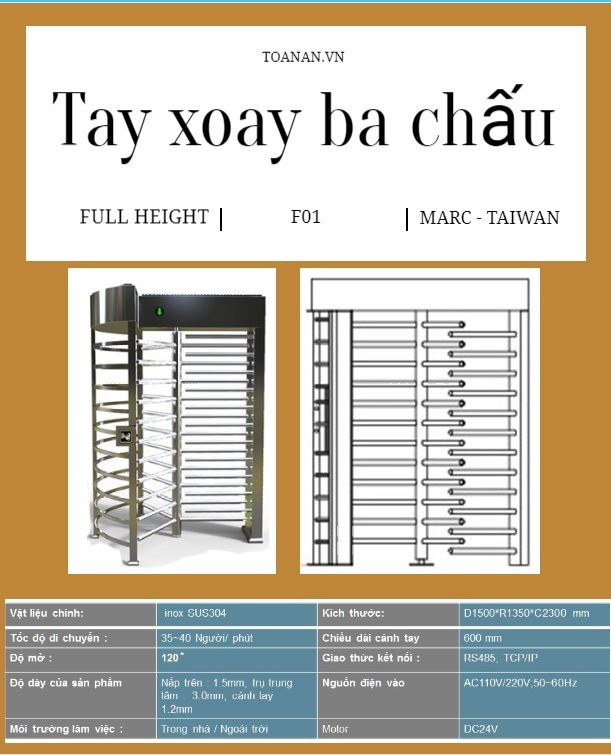 TOANAN.VN
Tay xoay ba chấu
FULL HEIGHT | F01 | MARC - TAIWAN
Vật liệu chính: inox SUS304 Kích thước: D1500*R1350*C2300 mm
Tốc độ di chuyển : 35~40 Người/ phút Chiều dài cánh tay 600 mm
Độ mở : 120° Giao thức kết nối : RS485, TCP/IP
Độ dày của sản phẩm Nắp trên : 1.5mm, trụ trung Nguồn điện vào AC110V/220V,50~60Hz
tâm : 3.0mm, cánh tay
1.2mm
Môi trường làm việc : Trong nhà / Ngoài trời Motor DC24V